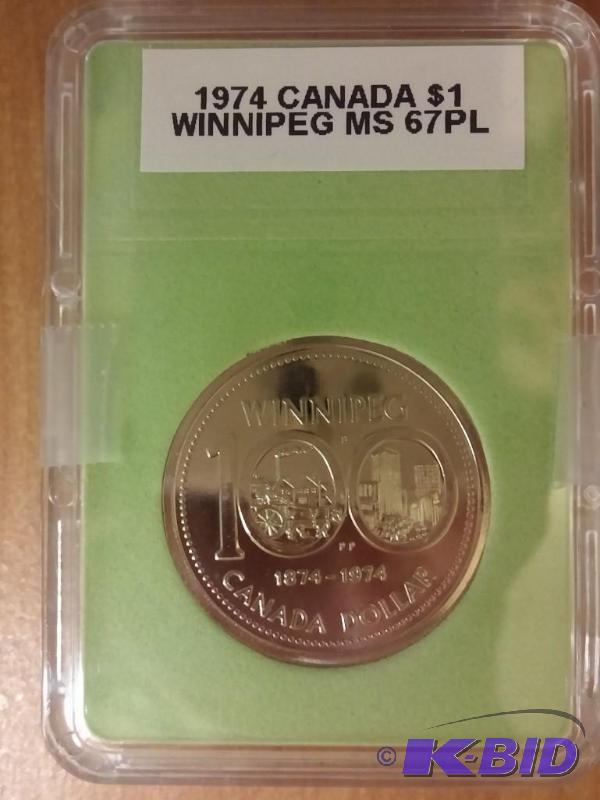 1974 CANADA $1
WINNIPEG MS 67PL
WINNIPEG
100
1874-1974
CANADA DOLLAR
© K-BID